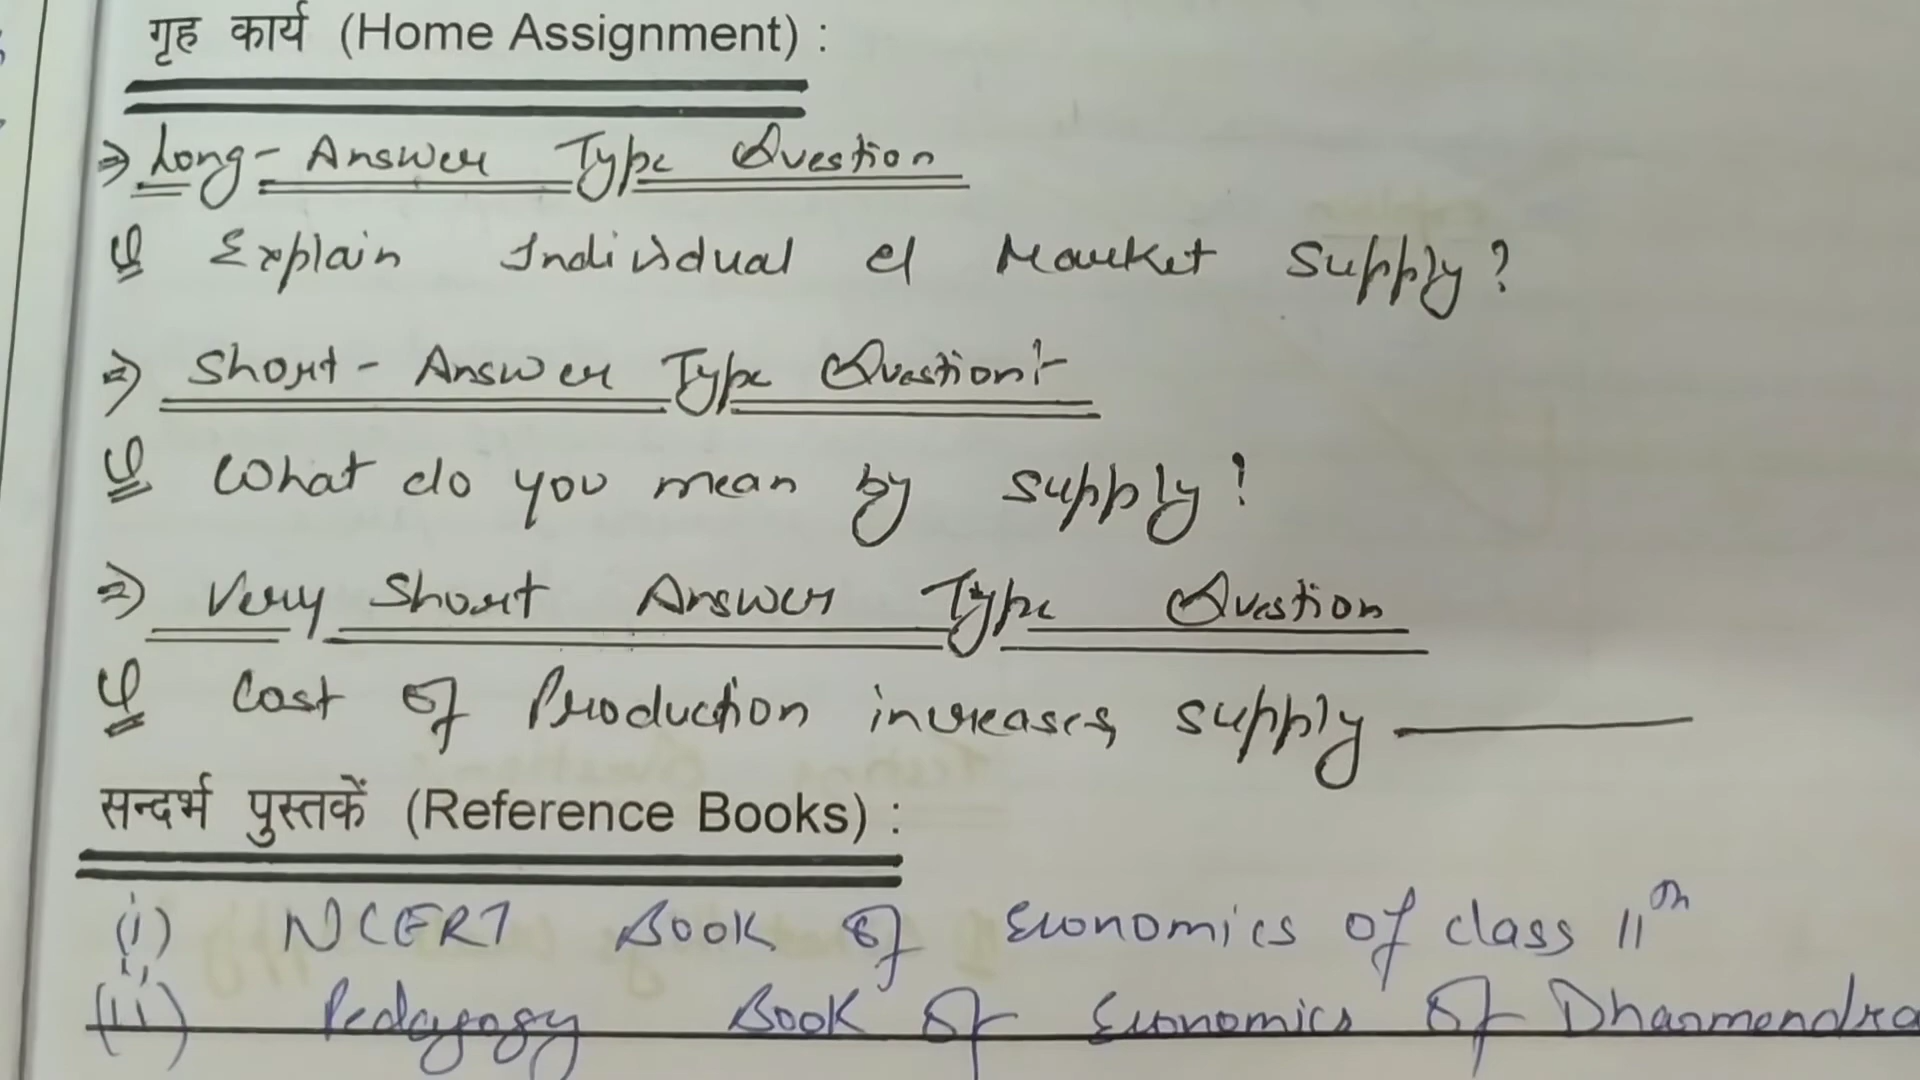 गृह कार्य (Home Assignment) :
⇒ Long - Answer Type Question
Q Explain Individual & Market Supply?
⇒ Short - Answer Type Question:-
Q What do you mean by supply?
⇒ Very Short Answer Type Question
Q Cost of Production increases, supply ———
सन्दर्भ पुस्तकें (Reference Books) :
(i) NCERT Book of Economics of class 11th
(ii) Pedagogy Book of Economics of Dharmendra